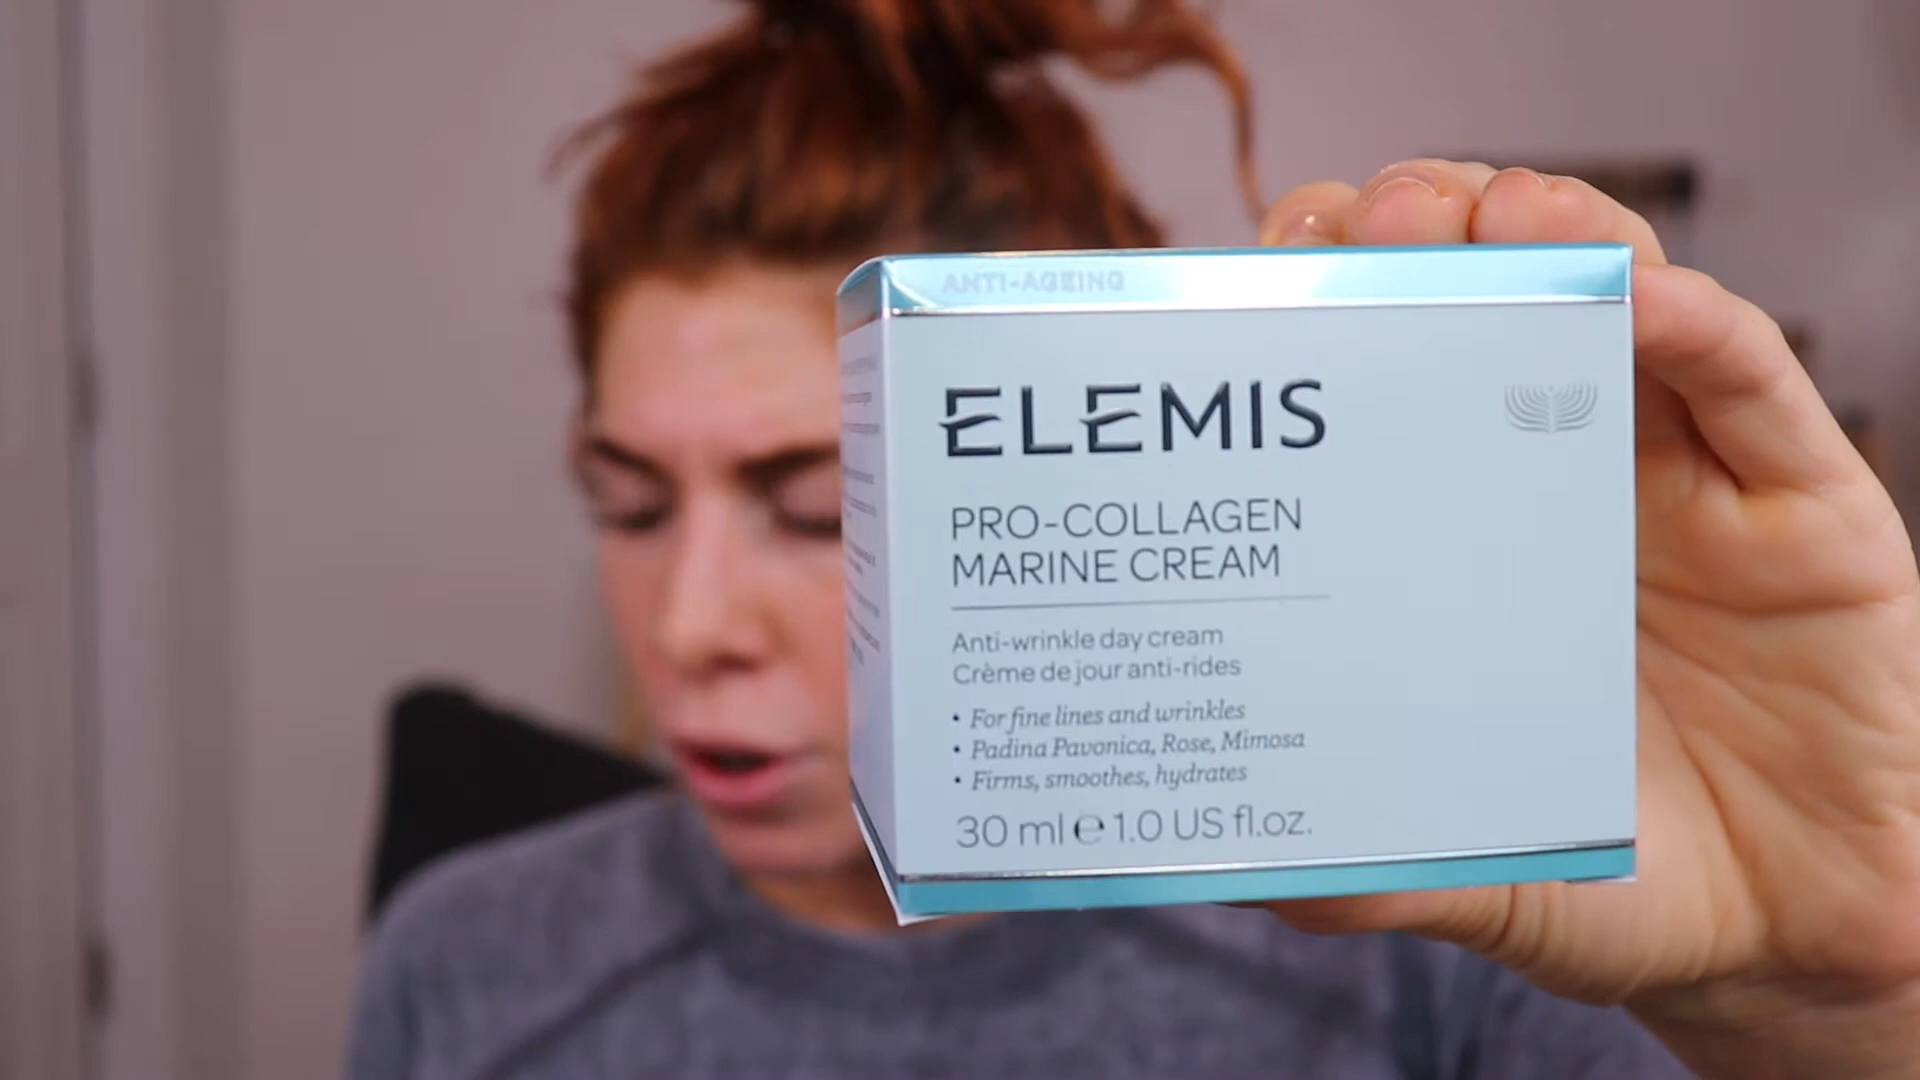 ANTI-AGEING
ELEMIS
PRO-COLLAGEN
MARINE CREAM
Anti-wrinkle day cream
Crème de jour anti-rides
• For fine lines and wrinkles
• Padina Pavonica, Rose, Mimosa
• Firms, smoothes, hydrates
30 ml ℮ 1.0 US fl.oz.